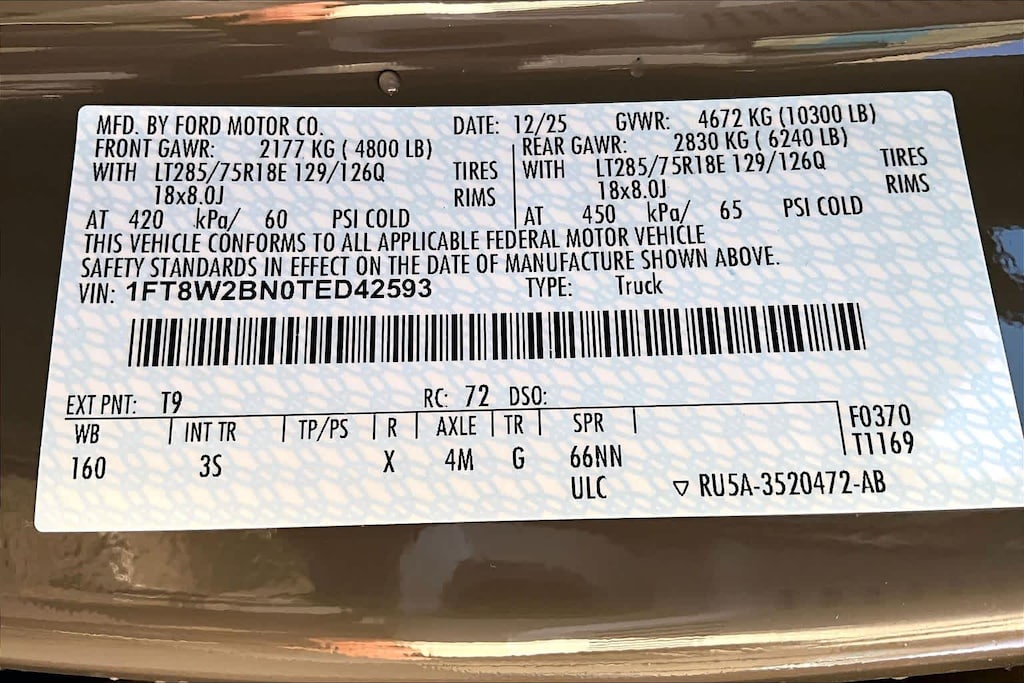 MFD. BY FORD MOTOR CO. DATE: 12/25 GVWR: 4672 KG (10300 LB)
FRONT GAWR: 2177 KG ( 4800 LB) REAR GAWR: 2830 KG ( 6240 LB)
WITH LT285/75R18E 129/126Q TIRES WITH LT285/75R18E 129/126Q TIRES
18x8.0J RIMS 18x8.0J RIMS
AT 420 kPa/ 60 PSI COLD AT 450 kPa/ 65 PSI COLD
THIS VEHICLE CONFORMS TO ALL APPLICABLE FEDERAL MOTOR VEHICLE
SAFETY STANDARDS IN EFFECT ON THE DATE OF MANUFACTURE SHOWN ABOVE.
VIN: 1FT8W2BN0TED42593 TYPE: Truck
EXT PNT: T9 RC: 72 DSO:
WB INT TR TP/PS R AXLE TR SPR F0370
160 3S X 4M G 66NN T1169
ULC ▽ RU5A-3520472-AB